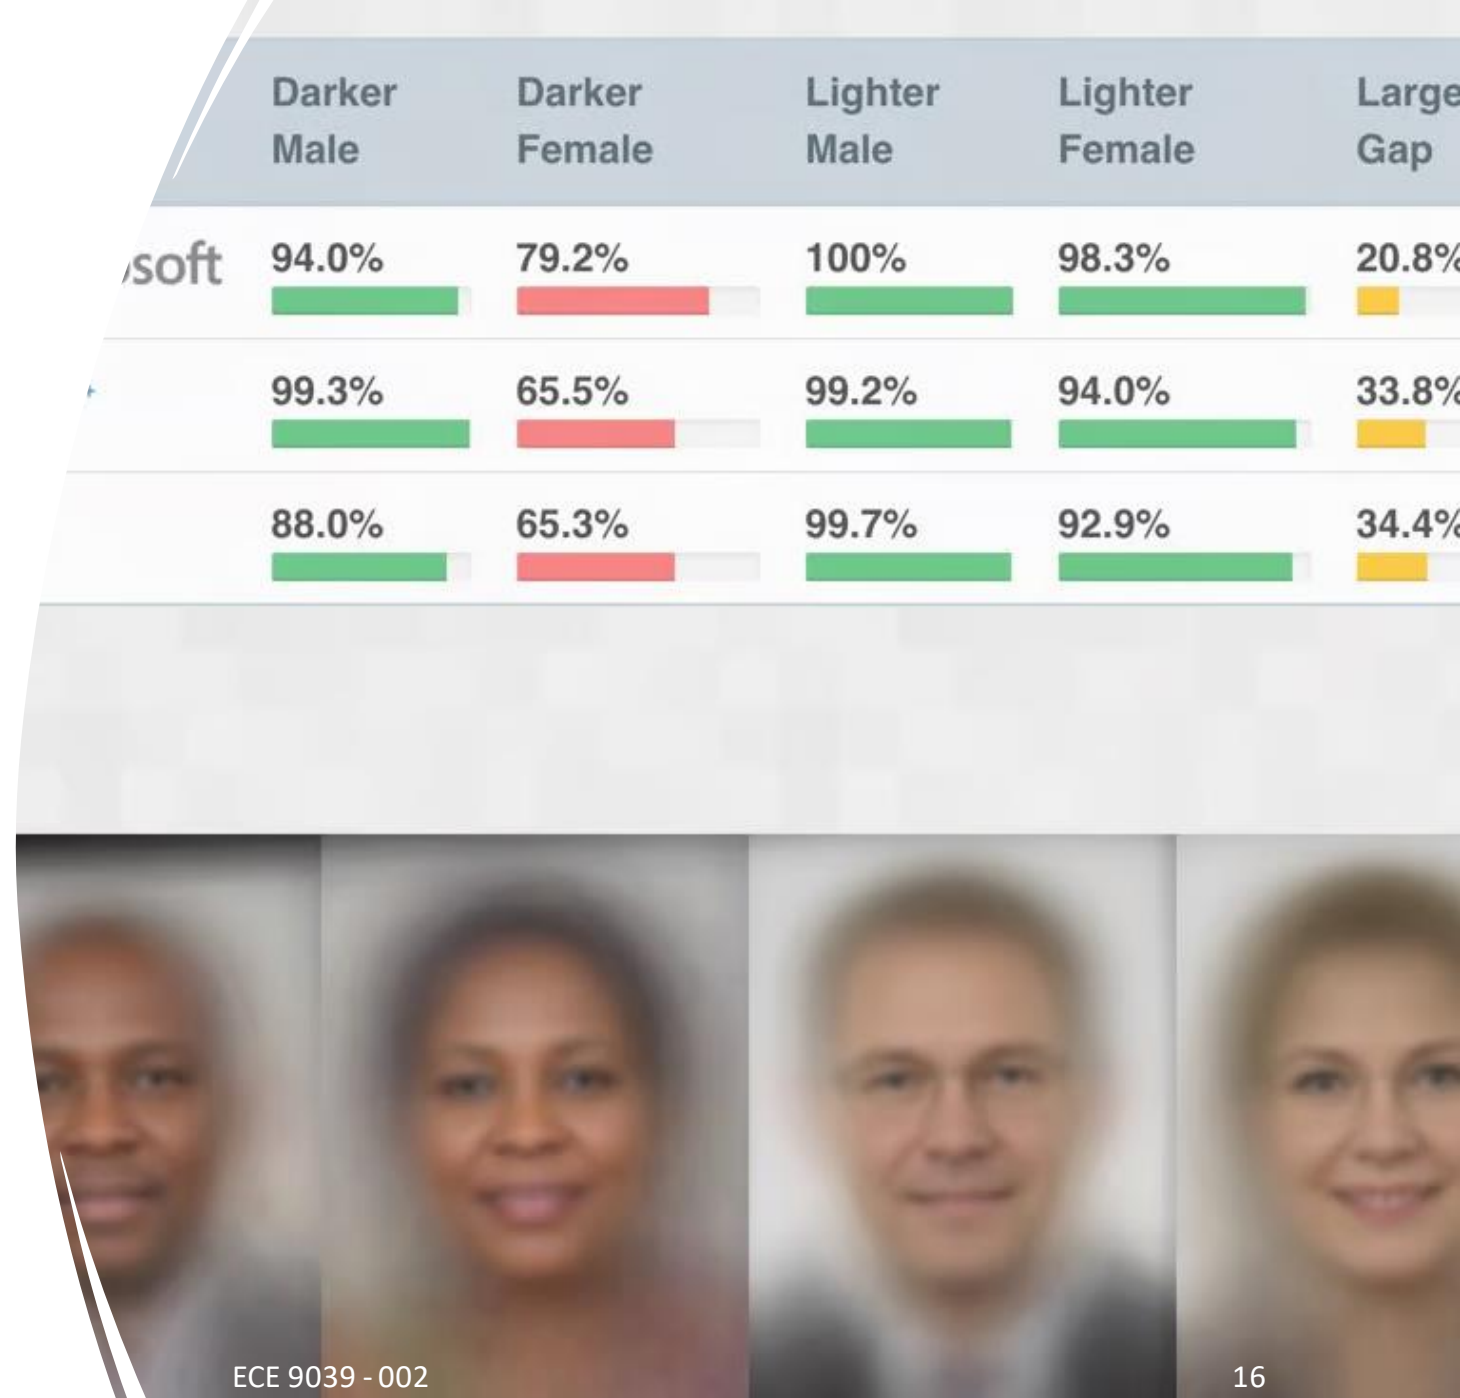 Darker Darker Lighter Lighter Large
Male Female Male Female Gap
soft 94.0% 79.2% 100% 98.3% 20.8%
99.3% 65.5% 99.2% 94.0% 33.8%
88.0% 65.3% 99.7% 92.9% 34.4%
ECE 9039 - 002 16